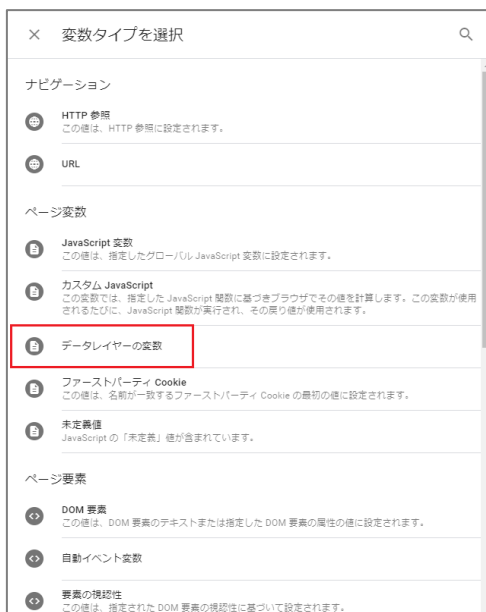 変数タイプを選択
ナビゲーション
HTTP 参照
この値は、HTTP 参照に設定されます。
URL
ページ変数
JavaScript 変数
この値は、指定したグローバル JavaScript 変数に設定されます。
カスタム JavaScript
この変数では、指定した JavaScript 関数に基づきブラウザでその値を計算します。この変数が使用
されるたびに、JavaScript 関数が実行され、その戻り値が使用されます。
データレイヤーの変数
ファーストパーティ Cookie
この値は、名前が一致するファーストパーティ Cookie の最初の値に設定されます。
未定義値
JavaScript の「未定義」値が含まれています。
ページ要素
DOM 要素
この値は、DOM 要素のテキストまたは指定した DOM 要素の属性の値に設定されます。
自動イベント変数
要素の視認性
この値は、指定された DOM 要素の視認性に基づいて設定されます。